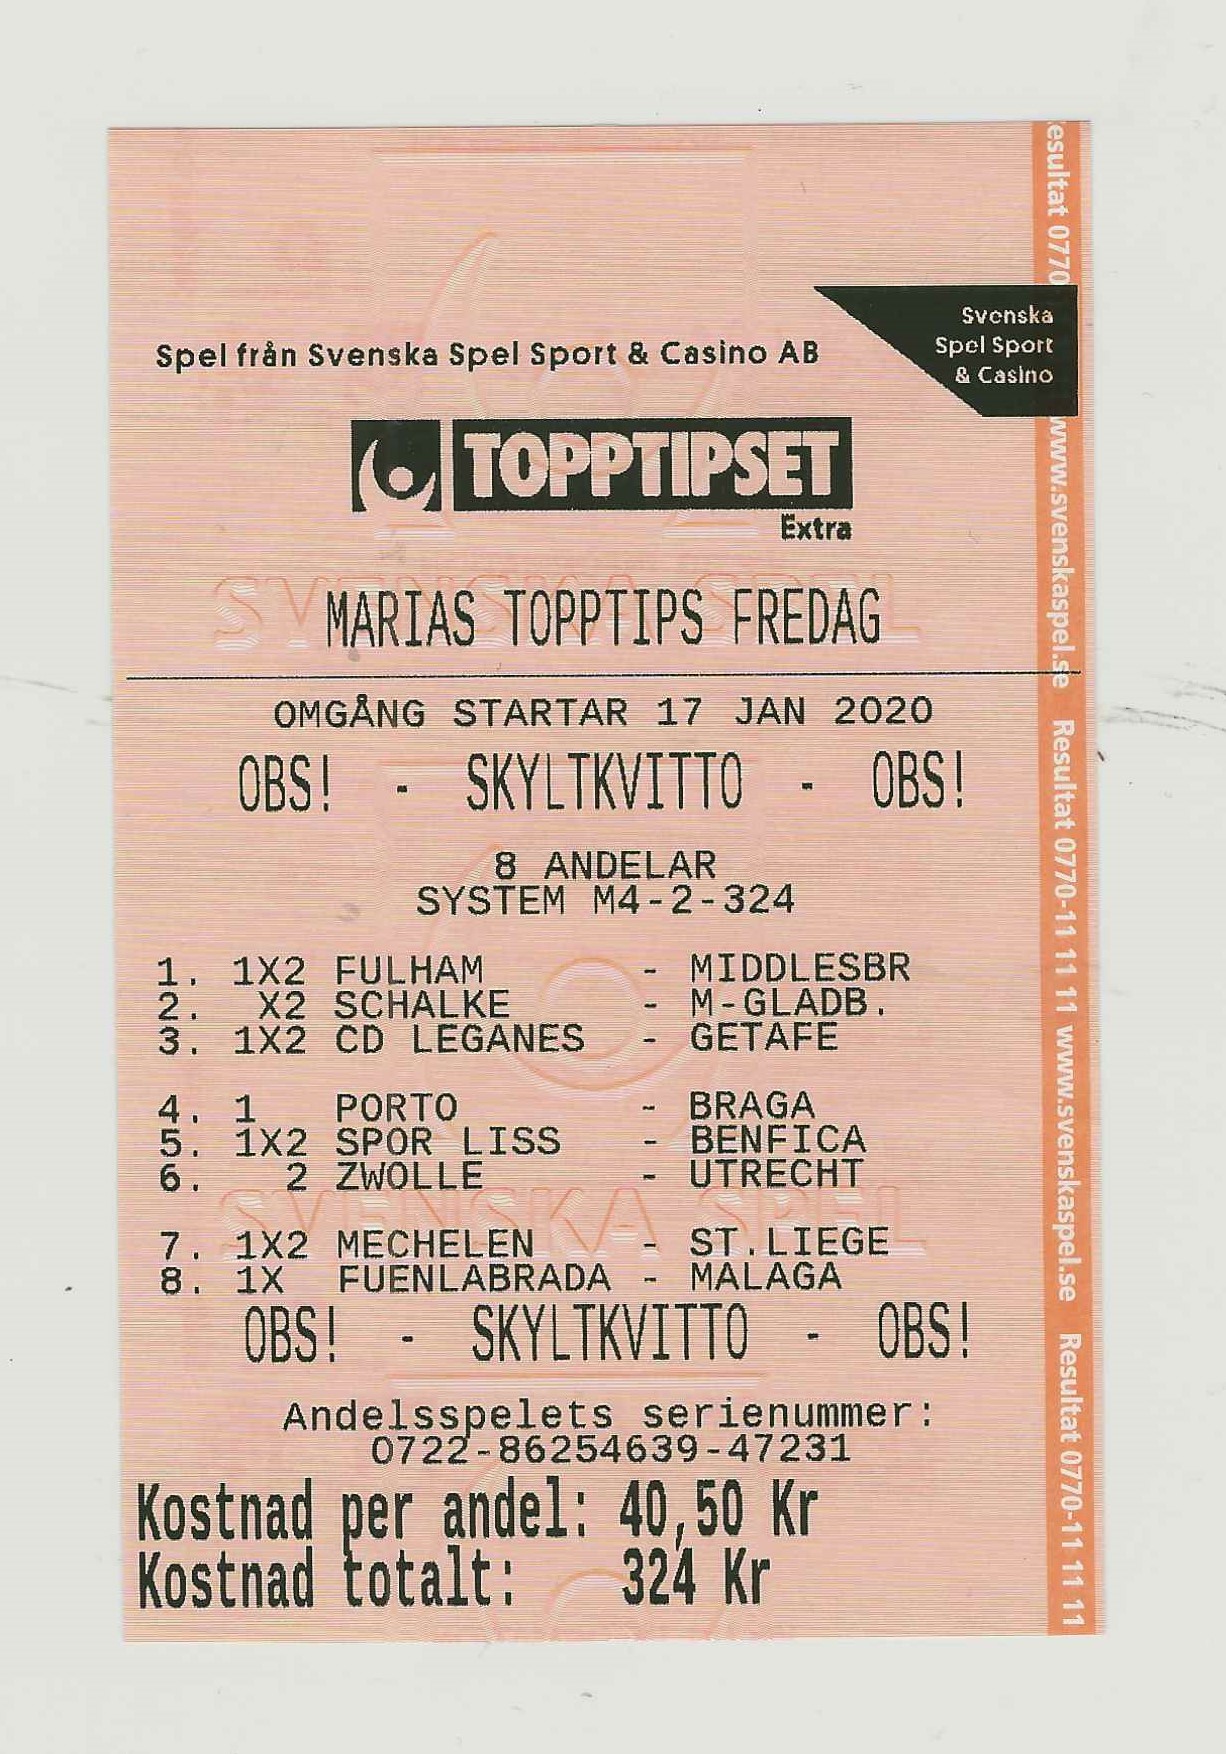 Spel från Svenska Spel Sport & Casino AB
Svenska
Spel Sport
& Casino
TOPPTIPSET
Extra
SVENSKA SPEL
MARIAS TOPPTIPS FREDAG
OMGÅNG STARTAR 17 JAN 2020
OBS! - SKYLTKVITTO - OBS!
8 ANDELAR
SYSTEM M4-2-324
1. 1X2 FULHAM - MIDDLESBR
2. X2 SCHALKE - M-GLADB.
3. 1X2 CD LEGANES - GETAFE
4. 1 PORTO - BRAGA
5. 1X2 SPOR LISS - BENFICA
6. 2 ZWOLLE - UTRECHT
SVENSKA SPEL
7. 1X2 MECHELEN - ST.LIEGE
8. 1X FUENLABRADA - MALAGA
OBS! - SKYLTKVITTO - OBS!
Andelsspelets serienummer:
0722-86254639-47231
Kostnad per andel: 40,50 Kr
Kostnad totalt: 324 Kr
esultat 0770 www.svenskaspel.se Resultat 0770-11 11 11 www.svenskaspel.se Resultat 0770-11 11 11